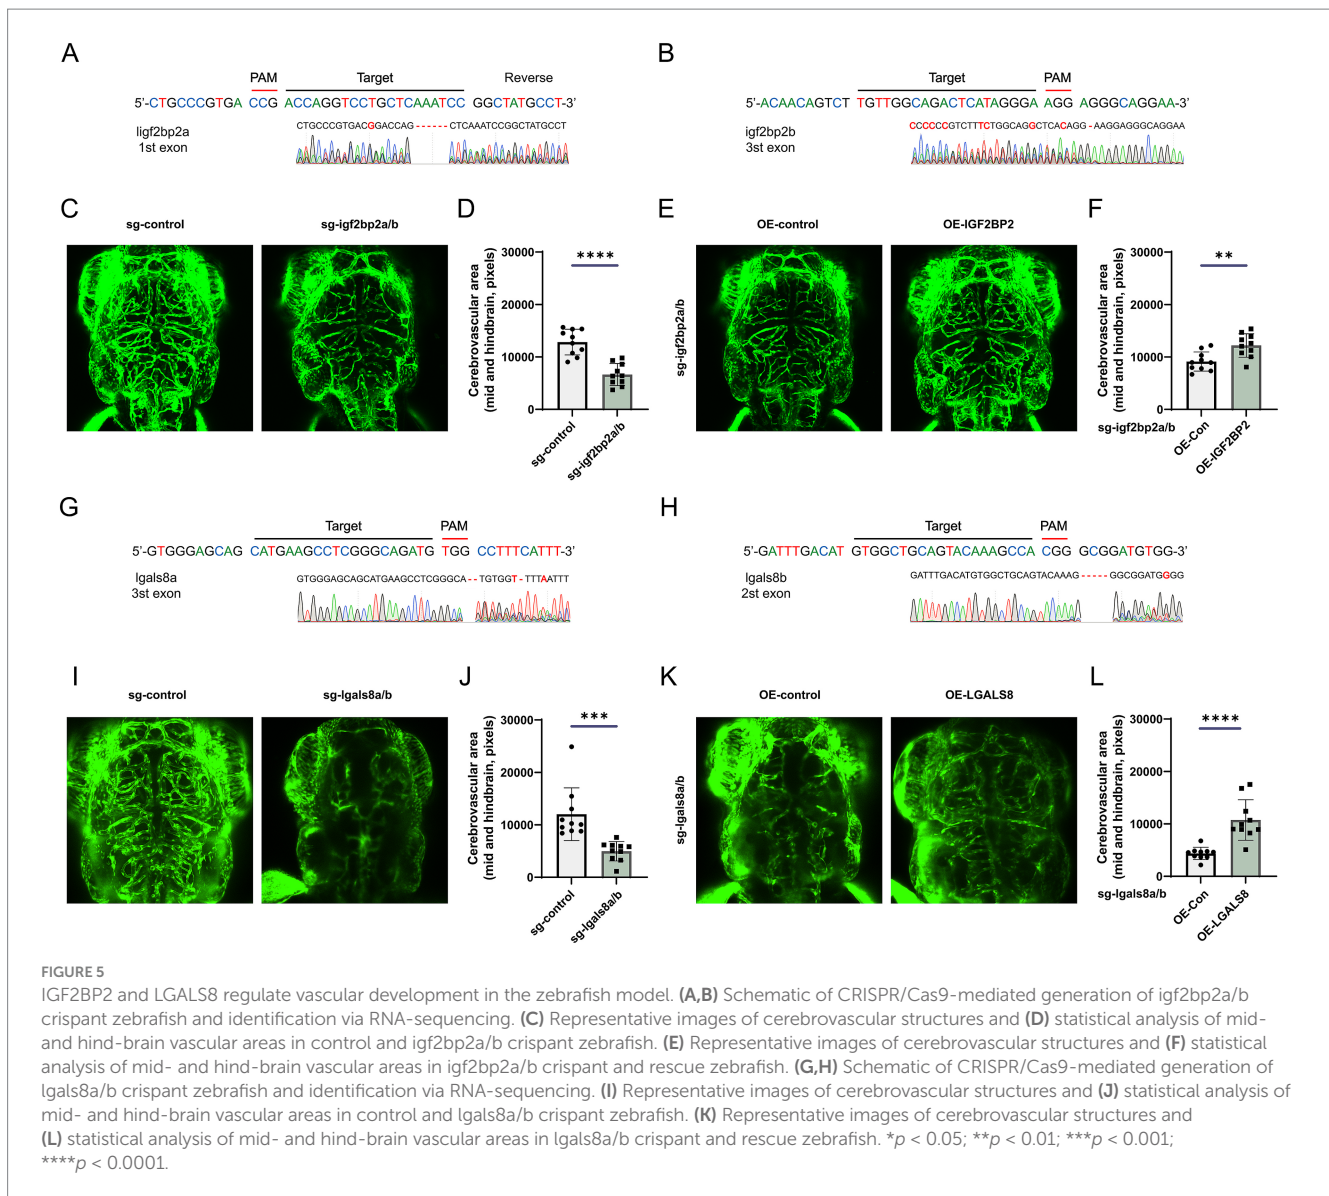 A
PAM Target Reverse
5’-CTGCCCGTGA CCG ACCAGGTCCTGCTCAAATCC GGCTATGCCT-3’
ligf2bp2a
1st exon
CTGCCCGTGACGGACCAG------CTCAAATCCGGCTATGCCT
B
Target PAM
5’-ACAACAGTCT TGTTGGCAGACTCATAGGGA AGG AGGGCAGGAA-3’
igf2bp2b
3st exon
CCCCCCGTCTTTCTGGCAGGCTCACAGG-AAGGAGGGCAGGAA
C
sg-control sg-igf2bp2a/b
D
Cerebrovascular area
(mid and hindbrain, pixels)
30000
20000
10000
0
****
sg-control
sg-igf2bp2a/b
E
OE-control OE-IGF2BP2
sg-igf2bp2a/b
F
Cerebrovascular area
(mid and hindbrain, pixels)
30000
20000
10000
0
**
sg-igf2bp2a/b
OE-Con
OE-IGF2BP2
G
Target PAM
5’-GTGGGAGCAG CATGAAGCCTCGGGCAGATG TGG CCTTTCATTT-3’
lgals8a
3st exon
GTGGGAGCAGCATGAAGCCTCGGGCA--TGTGGT-TTTAATTT
H
Target PAM
5’-GATTTGACAT GTGGCTGCAGTACAAAGCCA CGG GCGGATGTGG-3’
lgals8b
2st exon
GATTTGACATGTGGCTGCAGTACAAAG-----GGCGGATGGGG
I
sg-control sg-lgals8a/b
J
Cerebrovascular area
(mid and hindbrain, pixels)
30000
20000
10000
0
***
sg-control
sg-lgals8a/b
K
OE-control OE-LGALS8
sg-lgals8a/b
L
Cerebrovascular area
(mid and hindbrain, pixels)
30000
20000
10000
0
****
sg-lgals8a/b
OE-Con
OE-LGALS8
FIGURE 5
IGF2BP2 and LGALS8 regulate vascular development in the zebrafish model. (A,B) Schematic of CRISPR/Cas9-mediated generation of igf2bp2a/b
crispant zebrafish and identification via RNA-sequencing. (C) Representative images of cerebrovascular structures and (D) statistical analysis of mid-
and hind-brain vascular areas in control and igf2bp2a/b crispant zebrafish. (E) Representative images of cerebrovascular structures and (F) statistical
analysis of mid- and hind-brain vascular areas in igf2bp2a/b crispant and rescue zebrafish. (G,H) Schematic of CRISPR/Cas9-mediated generation of
lgals8a/b crispant zebrafish and identification via RNA-sequencing. (I) Representative images of cerebrovascular structures and (J) statistical analysis of
mid- and hind-brain vascular areas in control and lgals8a/b crispant zebrafish. (K) Representative images of cerebrovascular structures and
(L) statistical analysis of mid- and hind-brain vascular areas in lgals8a/b crispant and rescue zebrafish. *p < 0.05; **p < 0.01; ***p < 0.001;
****p < 0.0001.